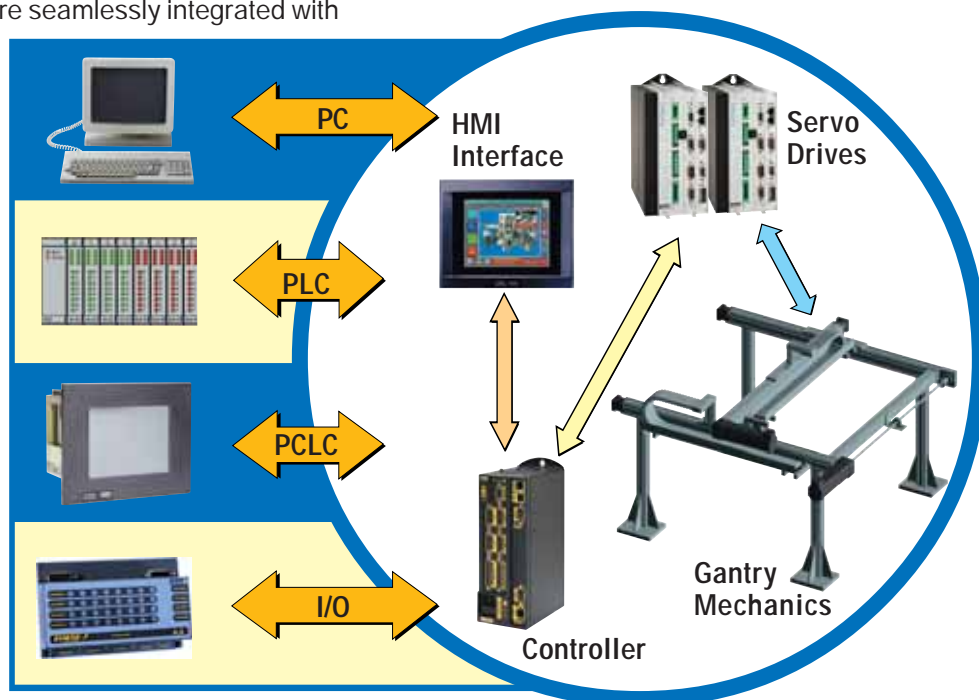 re seamlessly integrated with
PC
HMI
Interface
Servo
Drives
PLC
PCLC
I/O
Controller
Gantry
Mechanics